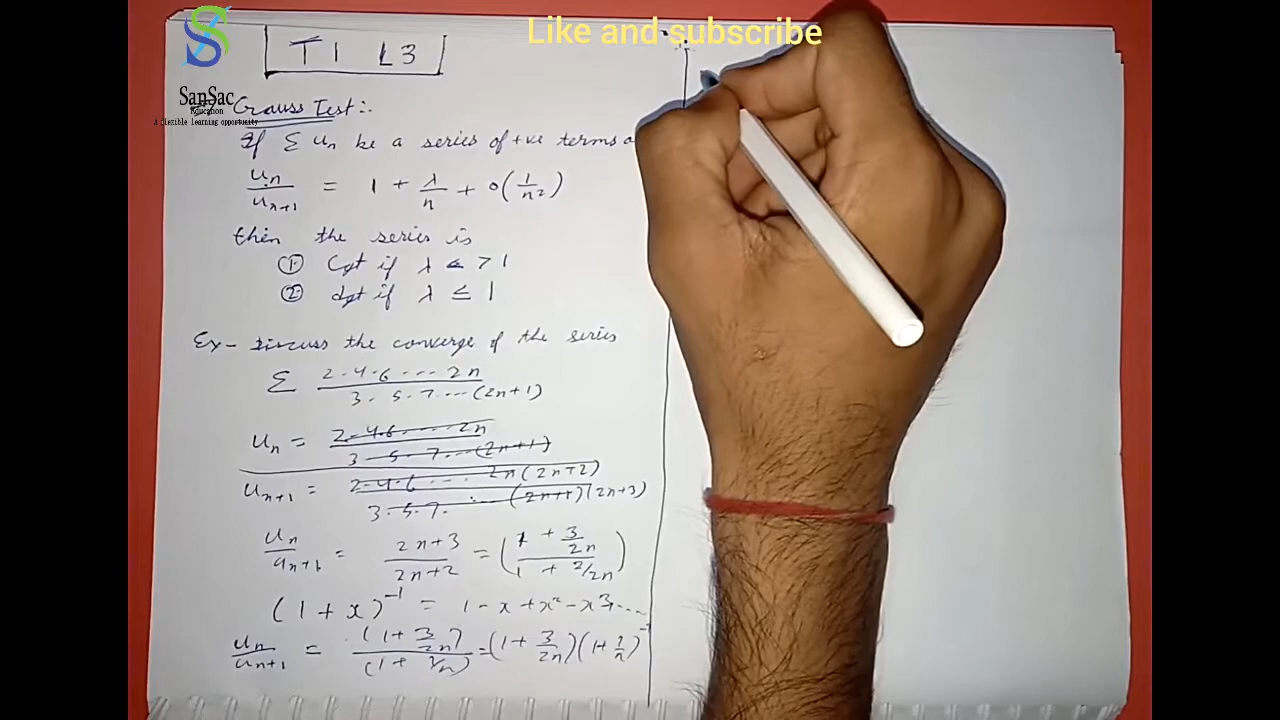 Like and subscribe
T1 L3
SanSac
Education
A flexible learning opportunity
Grauss Test:-
If Σ un be a series of +ve terms
un/un+1 = 1 + λ/n + o(1/n²)
then the series is
① Cgt if λ > 1
② dgt if λ ≤ 1
Ex- Discuss the converge of the series
Σ 2.4.6....2n / 3.5.7...(2n+1)
un = 2.4.6.....2n / 3.5.7...(2n+1)
un+1 = 2.4.6....2n(2n+2) / 3.5.7....(2n+1)(2n+3)
un/un+1 = 2n+3/2n+2 = (1 + 3/2n / 1 + 2/2n)
(1+x)⁻¹ = 1-x+x²-x³+...
un/un+1 = (1+3/2n)/(1+1/n) = (1+3/2n)(1+1/n)⁻¹